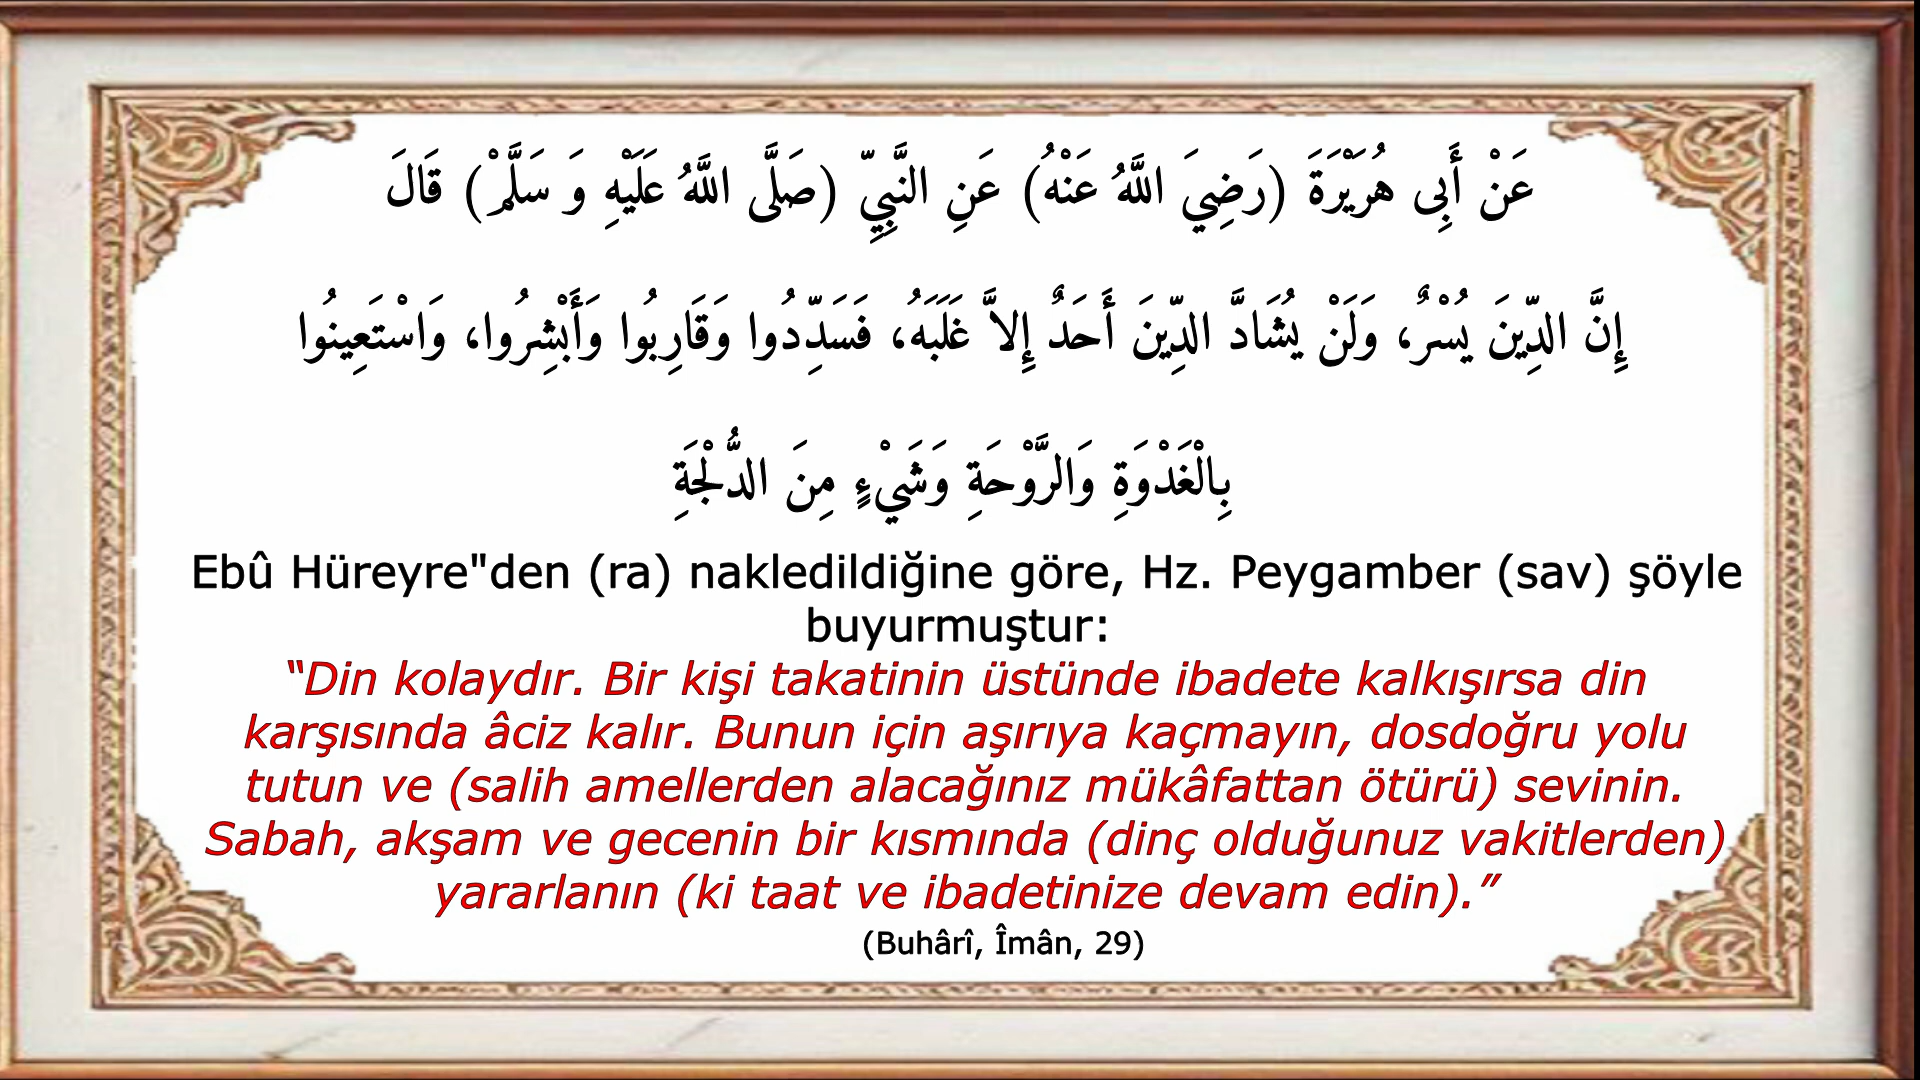 عَنْ أَبِى هُرَيْرَةَ (رَضِيَ اللَّهُ عَنْهُ) عَنِ النَّبِيِّ (صَلَّى اللَّهُ عَلَيْهِ وَ سَلَّمْ) قَالَ
إِنَّ الدِّينَ يُسْرٌ، وَلَنْ يُشَادَّ الدِّينَ أَحَدٌ إِلاَّ غَلَبَهُ، فَسَدِّدُوا وَقَارِبُوا وَأَبْشِرُوا، وَاسْتَعِينُوا
بِالْغَدْوَةِ وَالرَّوْحَةِ وَشَيْءٍ مِنَ الدُّلْجَةِ
Ebû Hüreyre"den (ra) nakledildiğine göre, Hz. Peygamber (sav) şöyle
buyurmuştur:
“Din kolaydır. Bir kişi takatinin üstünde ibadete kalkışırsa din
karşısında âciz kalır. Bunun için aşırıya kaçmayın, dosdoğru yolu
tutun ve (salih amellerden alacağınız mükâfattan ötürü) sevinin.
Sabah, akşam ve gecenin bir kısmında (dinç olduğunuz vakitlerden)
yararlanın (ki taat ve ibadetinize devam edin).”
(Buhârî, Îmân, 29)